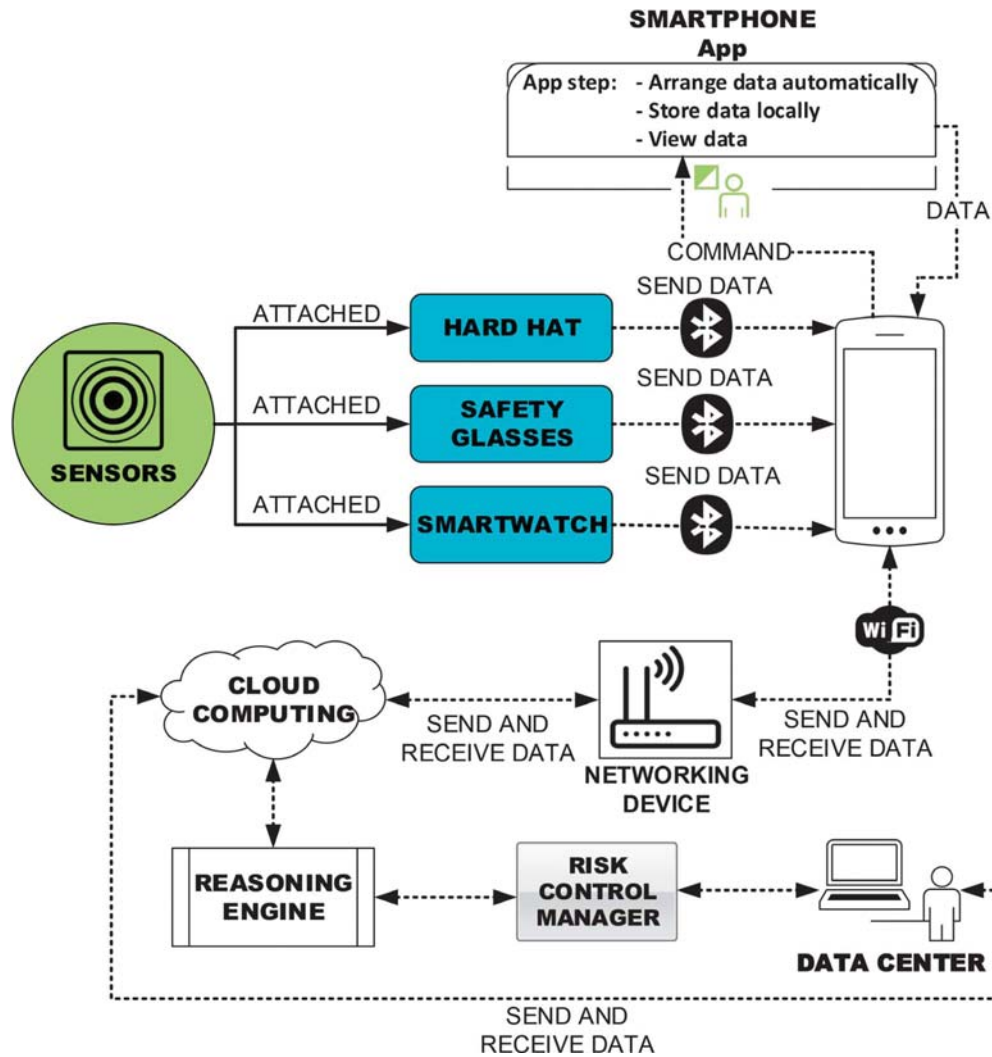 SMARTPHONE
App
App step: - Arrange data automatically
- Store data locally
- View data
DATA
COMMAND
SEND DATA
ATTACHED
HARD HAT
SEND DATA
ATTACHED
SAFETY
GLASSES
SENSORS
SEND DATA
ATTACHED
SMARTWATCH
WiFi
CLOUD
COMPUTING
SEND AND
RECEIVE DATA
SEND AND
RECEIVE DATA
NETWORKING
DEVICE
REASONING
ENGINE
RISK
CONTROL
MANAGER
DATA CENTER
SEND AND
RECEIVE DATA